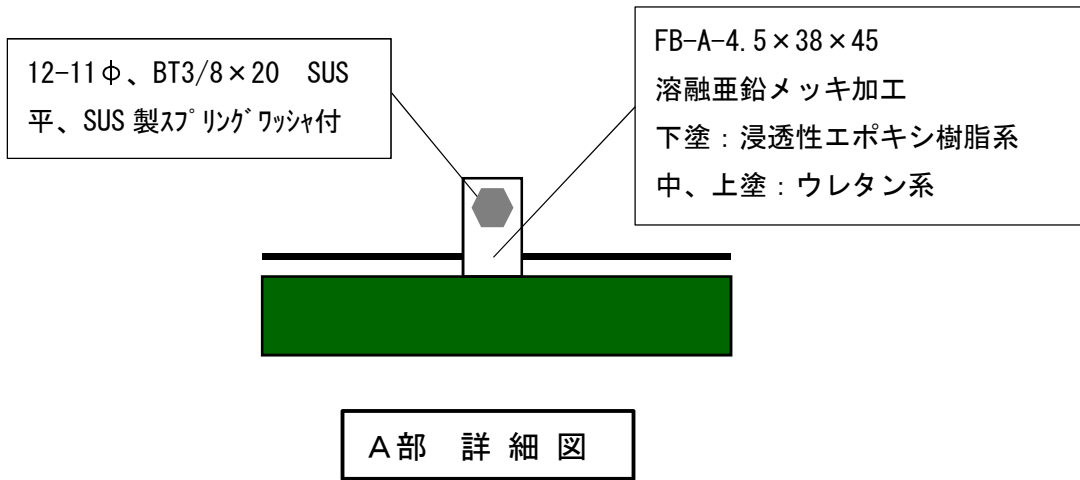 12-11φ、BT3/8×20　SUS
平、SUS 製ｽﾌﾟﾘﾝｸﾞﾜｯｼｬ付
FB-A-4.5×38×45
溶融亜鉛メッキ加工
下塗：浸透性エポキシ樹脂系
中、上塗：ウレタン系
Ａ部　詳 細 図